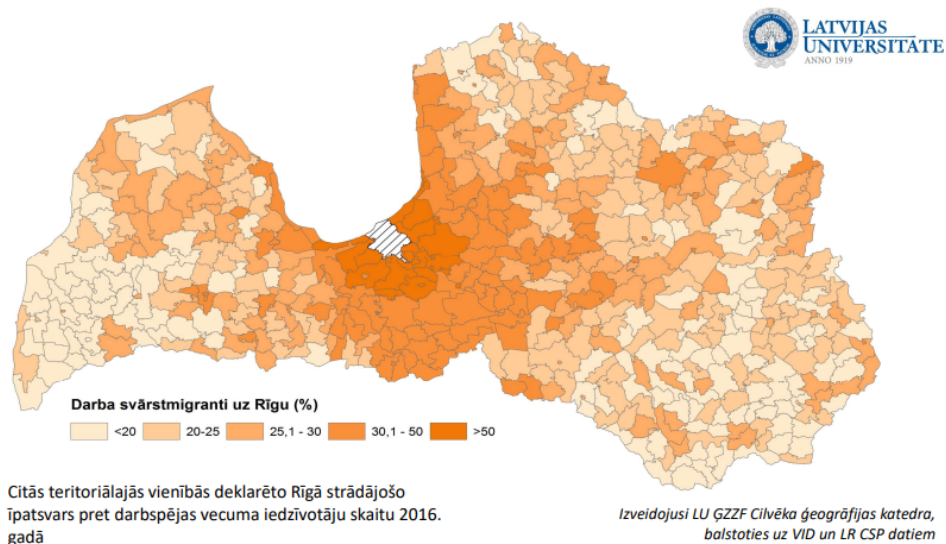 LATVIJAS
UNIVERSITĀTE
ANNO 1919
Darba svārstmigranti uz Rīgu (%)
<20 20-25 25,1 - 30 30,1 - 50 >50
Citās teritoriālajās vienībās deklarēto Rīgā strādājošo
īpatsvars pret darbspējas vecuma iedzīvotāju skaitu 2016.
gadā
Izveidojusi LU ĢZZF Cilvēka ģeogrāfijas katedra,
balstoties uz VID un LR CSP datiem